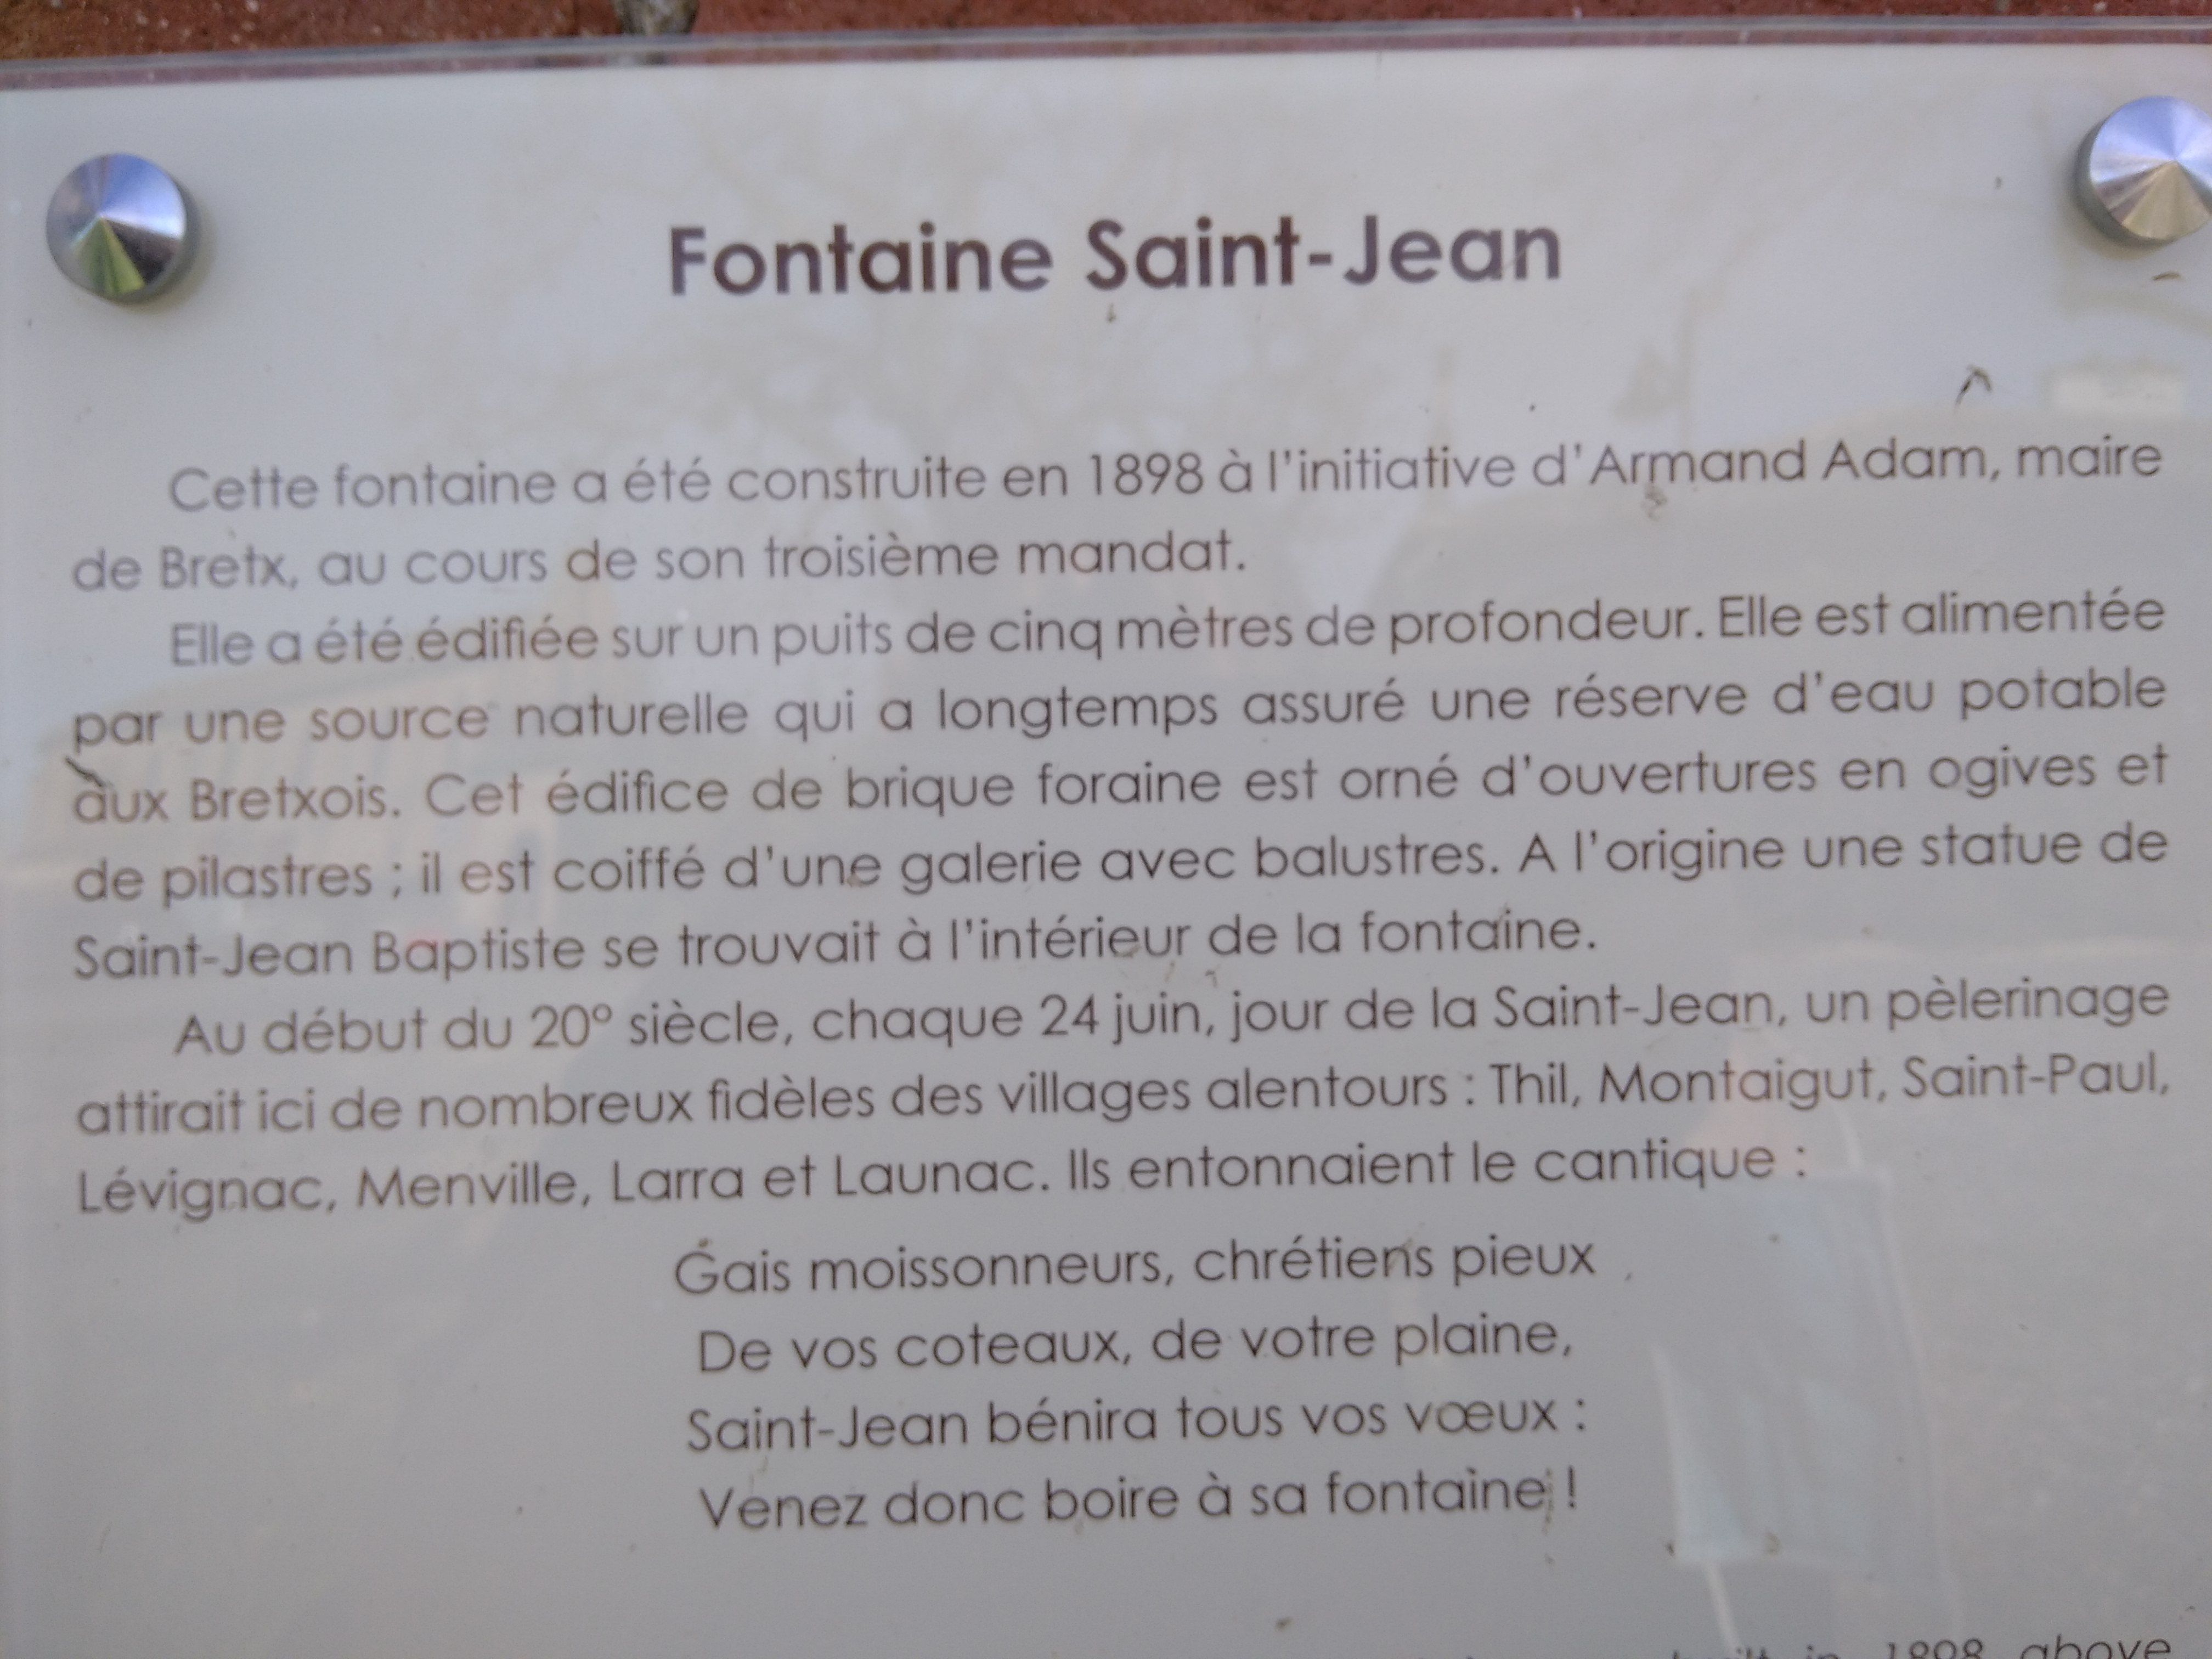 Fontaine Saint-Jean
Cette fontaine a été construite en 1898 à l'initiative d'Armand Adam, maire
de Bretx, au cours de son troisième mandat.
Elle a été édifiée sur un puits de cinq mètres de profondeur. Elle est alimentée
par une source naturelle qui a longtemps assuré une réserve d'eau potable
aux Bretxois. Cet édifice de brique foraine est orné d'ouvertures en ogives et
de pilastres ; il est coiffé d'une galerie avec balustres. A l'origine une statue de
Saint-Jean Baptiste se trouvait à l'intérieur de la fontaine.
Au début du 20° siècle, chaque 24 juin, jour de la Saint-Jean, un pèlerinage
attirait ici de nombreux fidèles des villages alentours : Thil, Montaigut, Saint-Paul,
Lévignac, Menville, Larra et Launac. Ils entonnaient le cantique :
Gais moissonneurs, chrétiens pieux
De vos coteaux, de votre plaine,
Saint-Jean bénira tous vos vœux :
Venez donc boire à sa fontaine !
in 1898 above